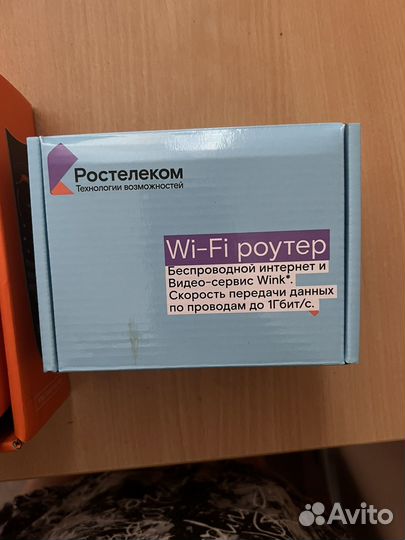 Ростелеком
Технологии возможностей
Wi-Fi роутер
Беспроводной интернет и
Видео-сервис Wink*.
Скорость передачи данных
по проводам до 1Гбит/с.
Avito